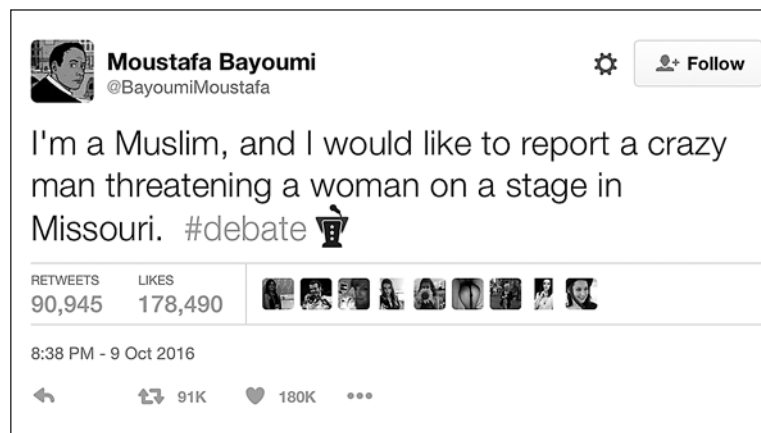 Moustafa Bayoumi
@BayoumiMoustafa
Follow
I'm a Muslim, and I would like to report a crazy
man threatening a woman on a stage in
Missouri. #debate
RETWEETS LIKES
90,945 178,490
8:38 PM - 9 Oct 2016
91K 180K